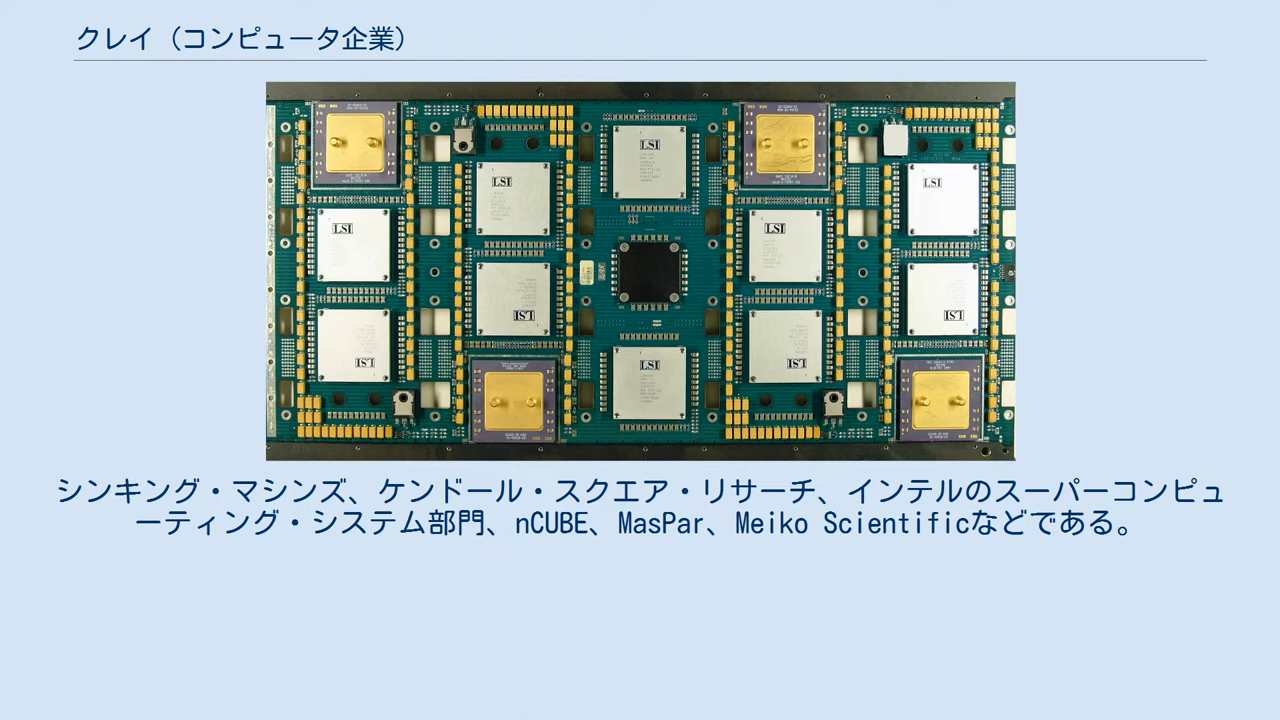 クレイ（コンピュータ企業）
LSI
LSI
LSI
LSI
LSI
LSI
LSI
LSI
LSI
LSI
シンキング・マシンズ、ケンドール・スクエア・リサーチ、インテルのスーパーコンピュ
ーティング・システム部門、nCUBE、MasPar、Meiko Scientificなどである。